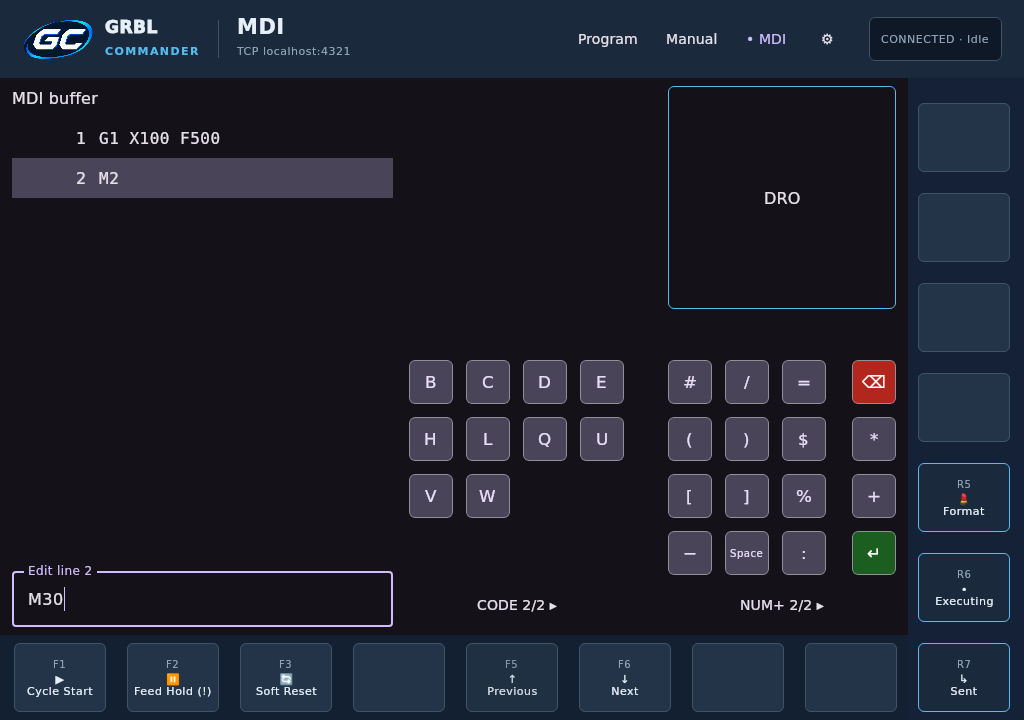 GC GRBL COMMANDER
MDI
TCP localhost:4321
Program Manual • MDI ⚙ CONNECTED · Idle
MDI buffer
1 G1 X100 F500
2 M2
DRO
B C D E # / = ⌫
H L Q U ( ) $ *
V W [ ] % +
− Space : ↵
Edit line 2
M30
CODE 2/2 ▸ NUM+ 2/2 ▸
R5
Format
R6
•
Executing
R7
↳
Sent
F1
▶
Cycle Start
F2
⏸
Feed Hold (!)
F3
🔄
Soft Reset
F5
↑
Previous
F6
↓
Next